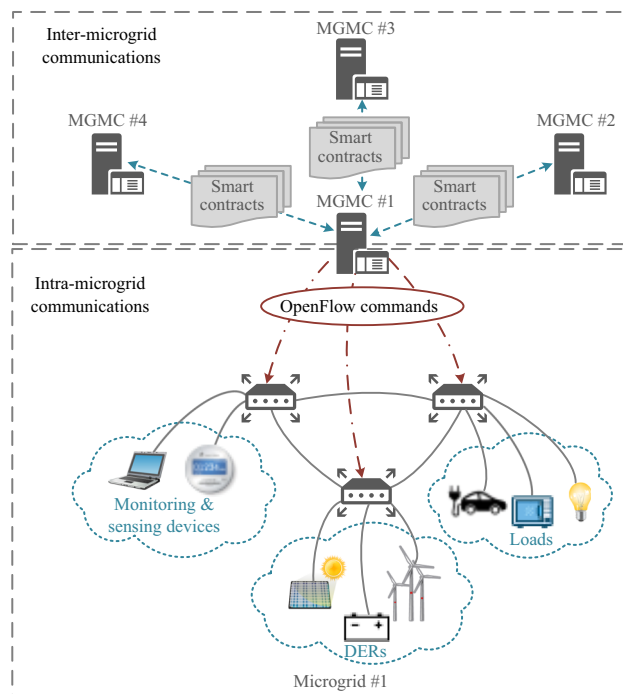 Inter-microgrid
communications
MGMC #3
MGMC #4
MGMC #2
Smart
contracts
Smart
contracts
Smart
contracts
MGMC #1
Intra-microgrid
communications
OpenFlow commands
Monitoring &
sensing devices
Loads
DERs
Microgrid #1